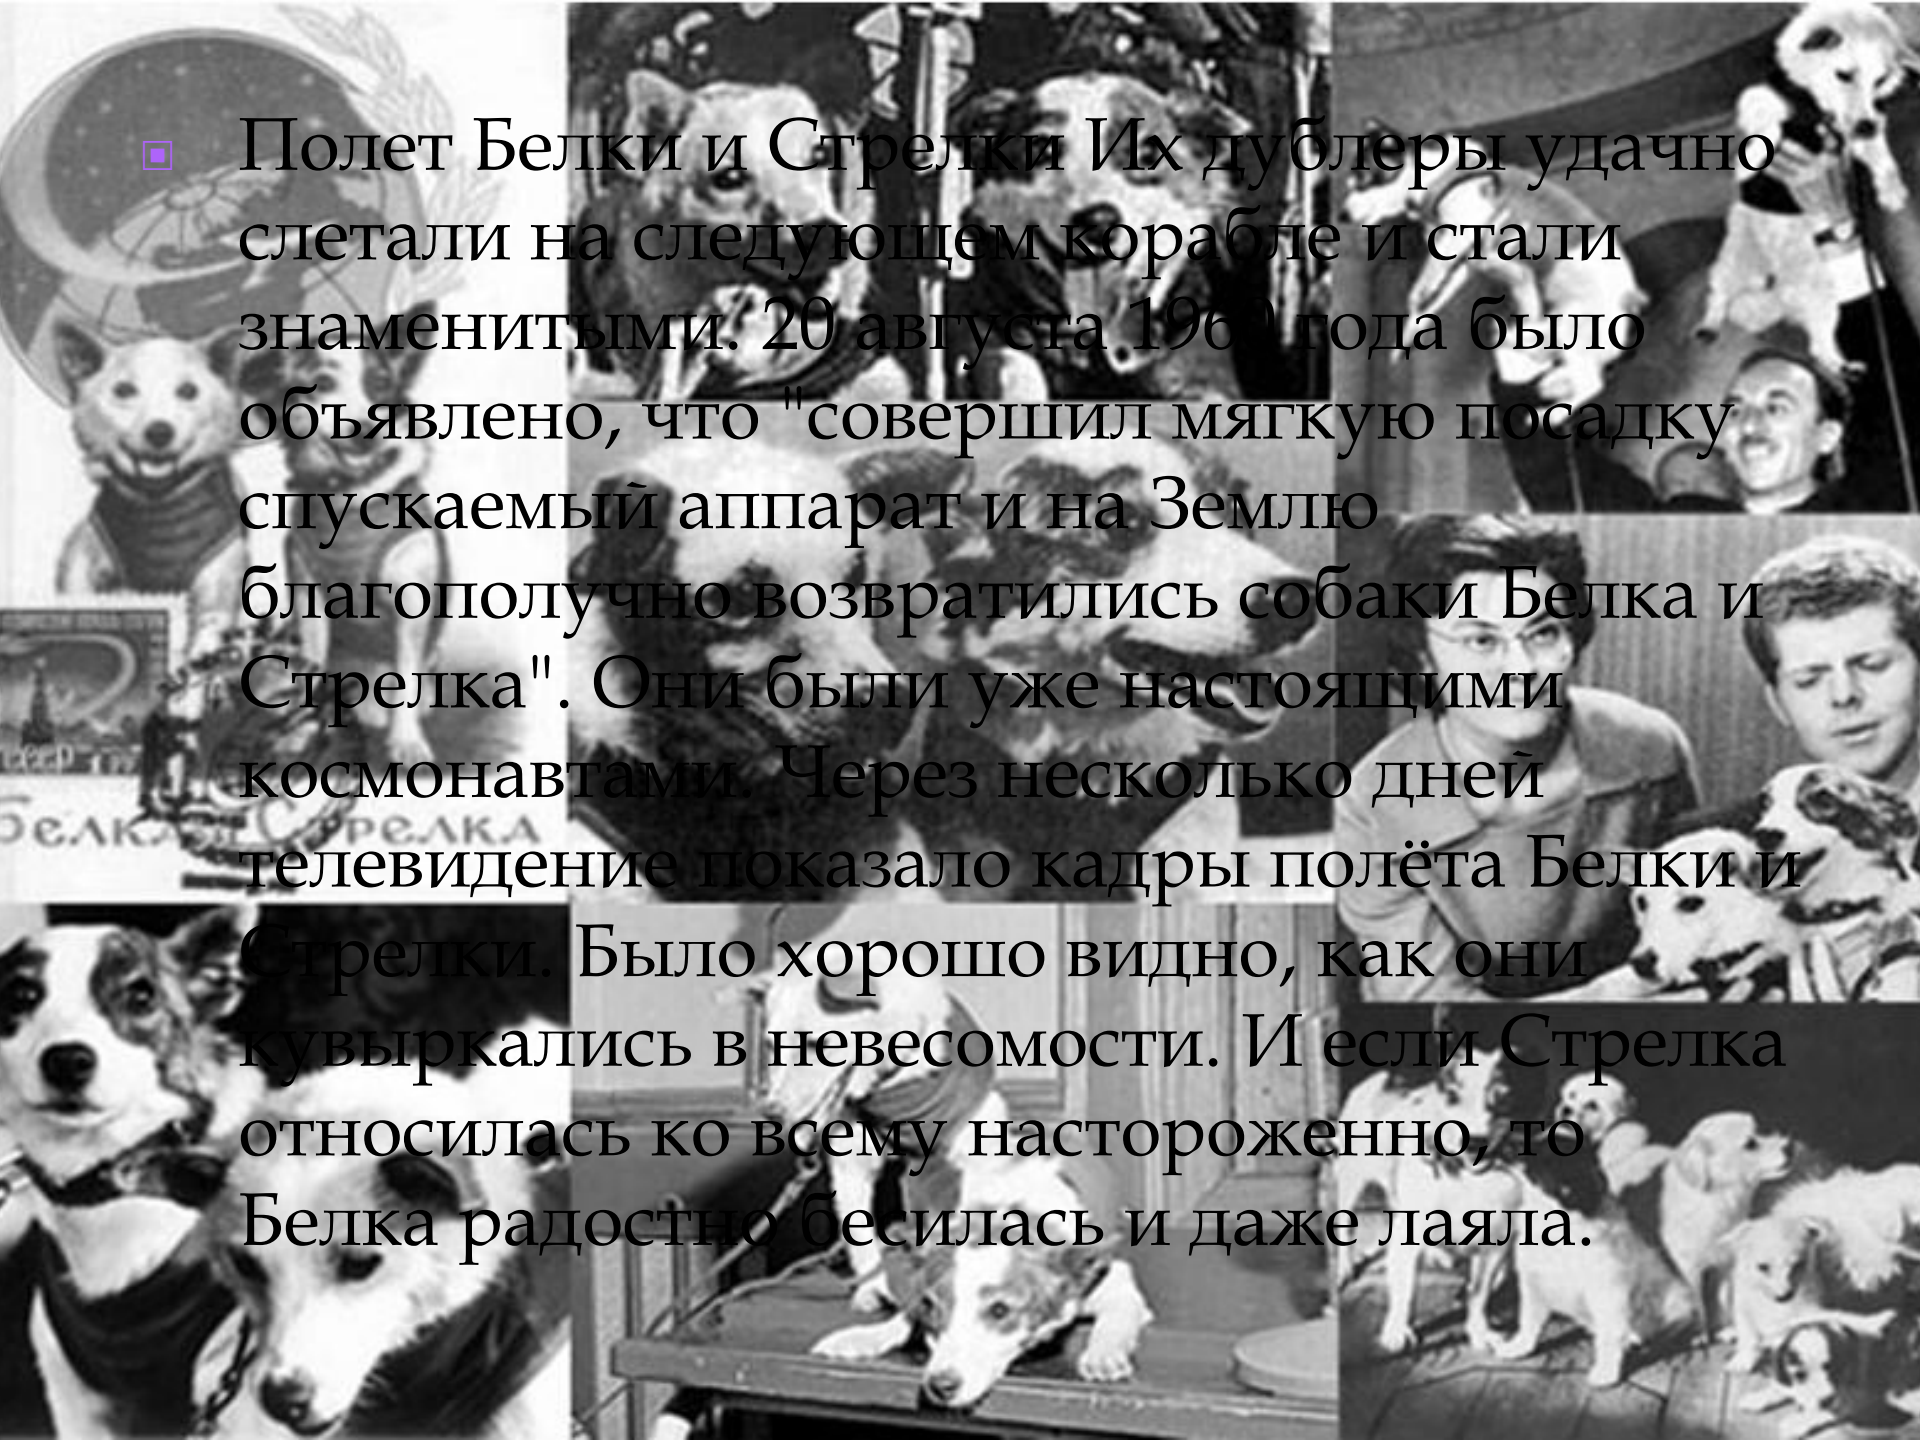 Полет Белки и Стрелки Их дублеры удачно
слетали на следующем корабле и стали
знаменитыми. 20 августа 1960 года было
объявлено, что "совершил мягкую посадку
спускаемый аппарат и на Землю
благополучно возвратились собаки Белка и
Стрелка". Они были уже настоящими
космонавтами. Через несколько дней
телевидение показало кадры полёта Белки и
Стрелки. Было хорошо видно, как они
кувыркались в невесомости. И если Стрелка
относилась ко всему настороженно, то
Белка радостно бесилась и даже лаяла.
Белка Стрелка